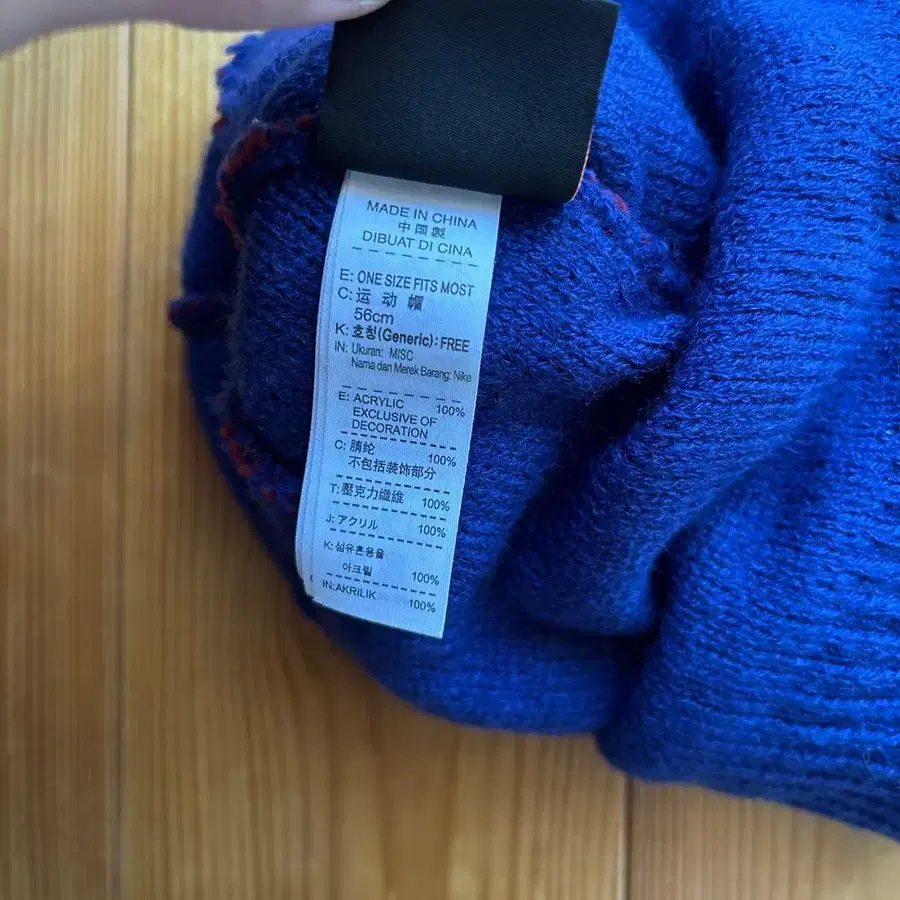 MADE IN CHINA
中国製
DIBUAT DI CINA
E: ONE SIZE FITS MOST
C: 运动帽
56cm
K: 호칭(Generic): FREE
IN: Ukuran: MISC
Nama dan Merek Barang: Nike
E: ACRYLIC 100%
EXCLUSIVE OF
DECORATION
C: 腈纶 100%
不包括装饰部分
T: 壓克力纖維 100%
J: アクリル 100%
K: 섬유혼용율
아크릴 100%
IN: AKRILIK 100%